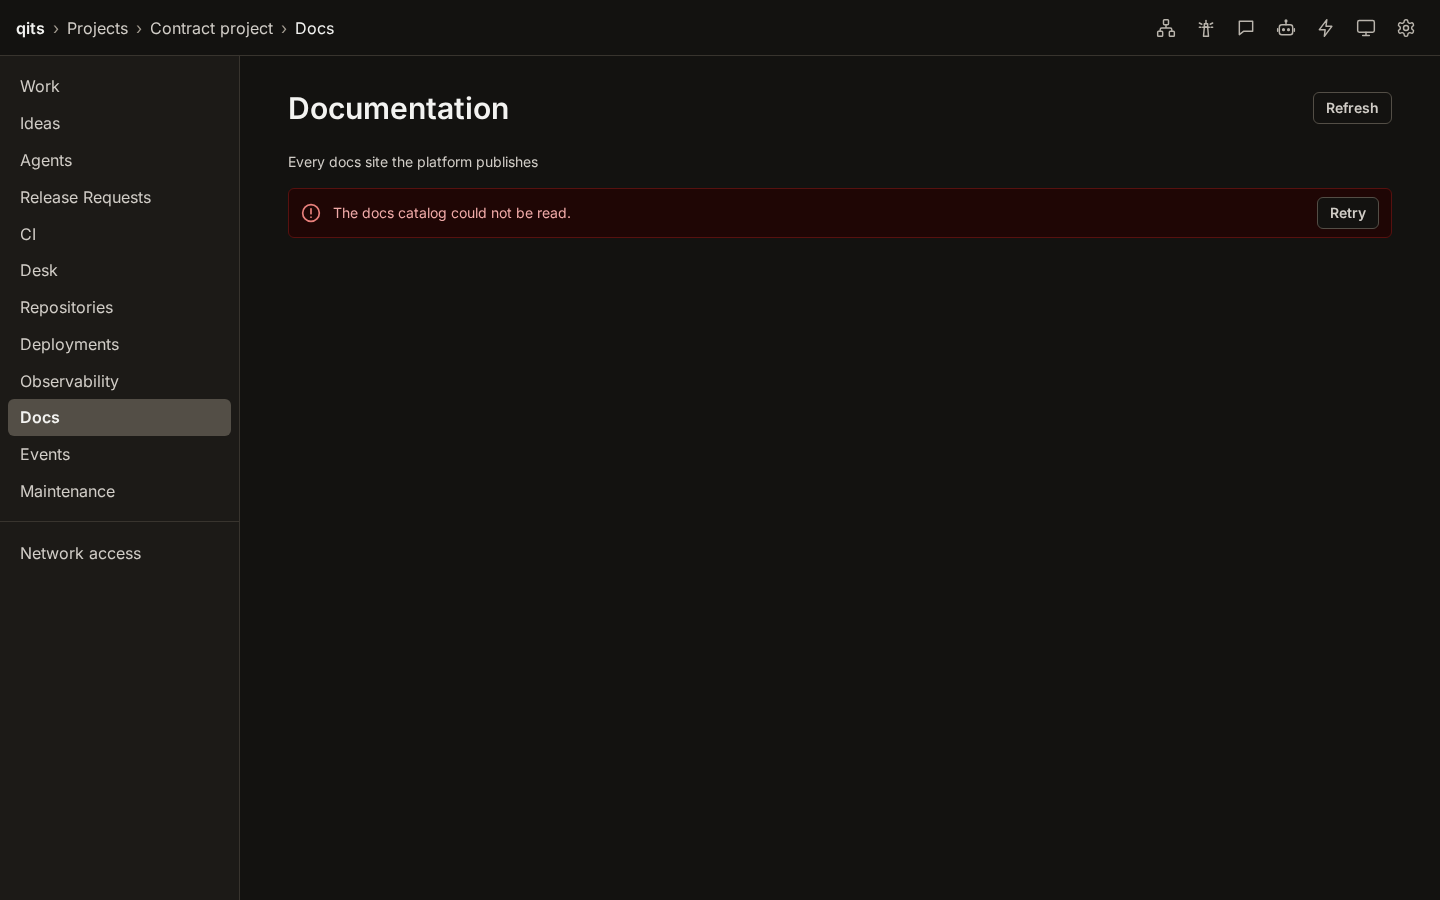 qits › Projects › Contract project › Docs
Work
Ideas
Agents
Release Requests
CI
Desk
Repositories
Deployments
Observability
Docs
Events
Maintenance
Network access
Documentation
Refresh
Every docs site the platform publishes
The docs catalog could not be read.
Retry